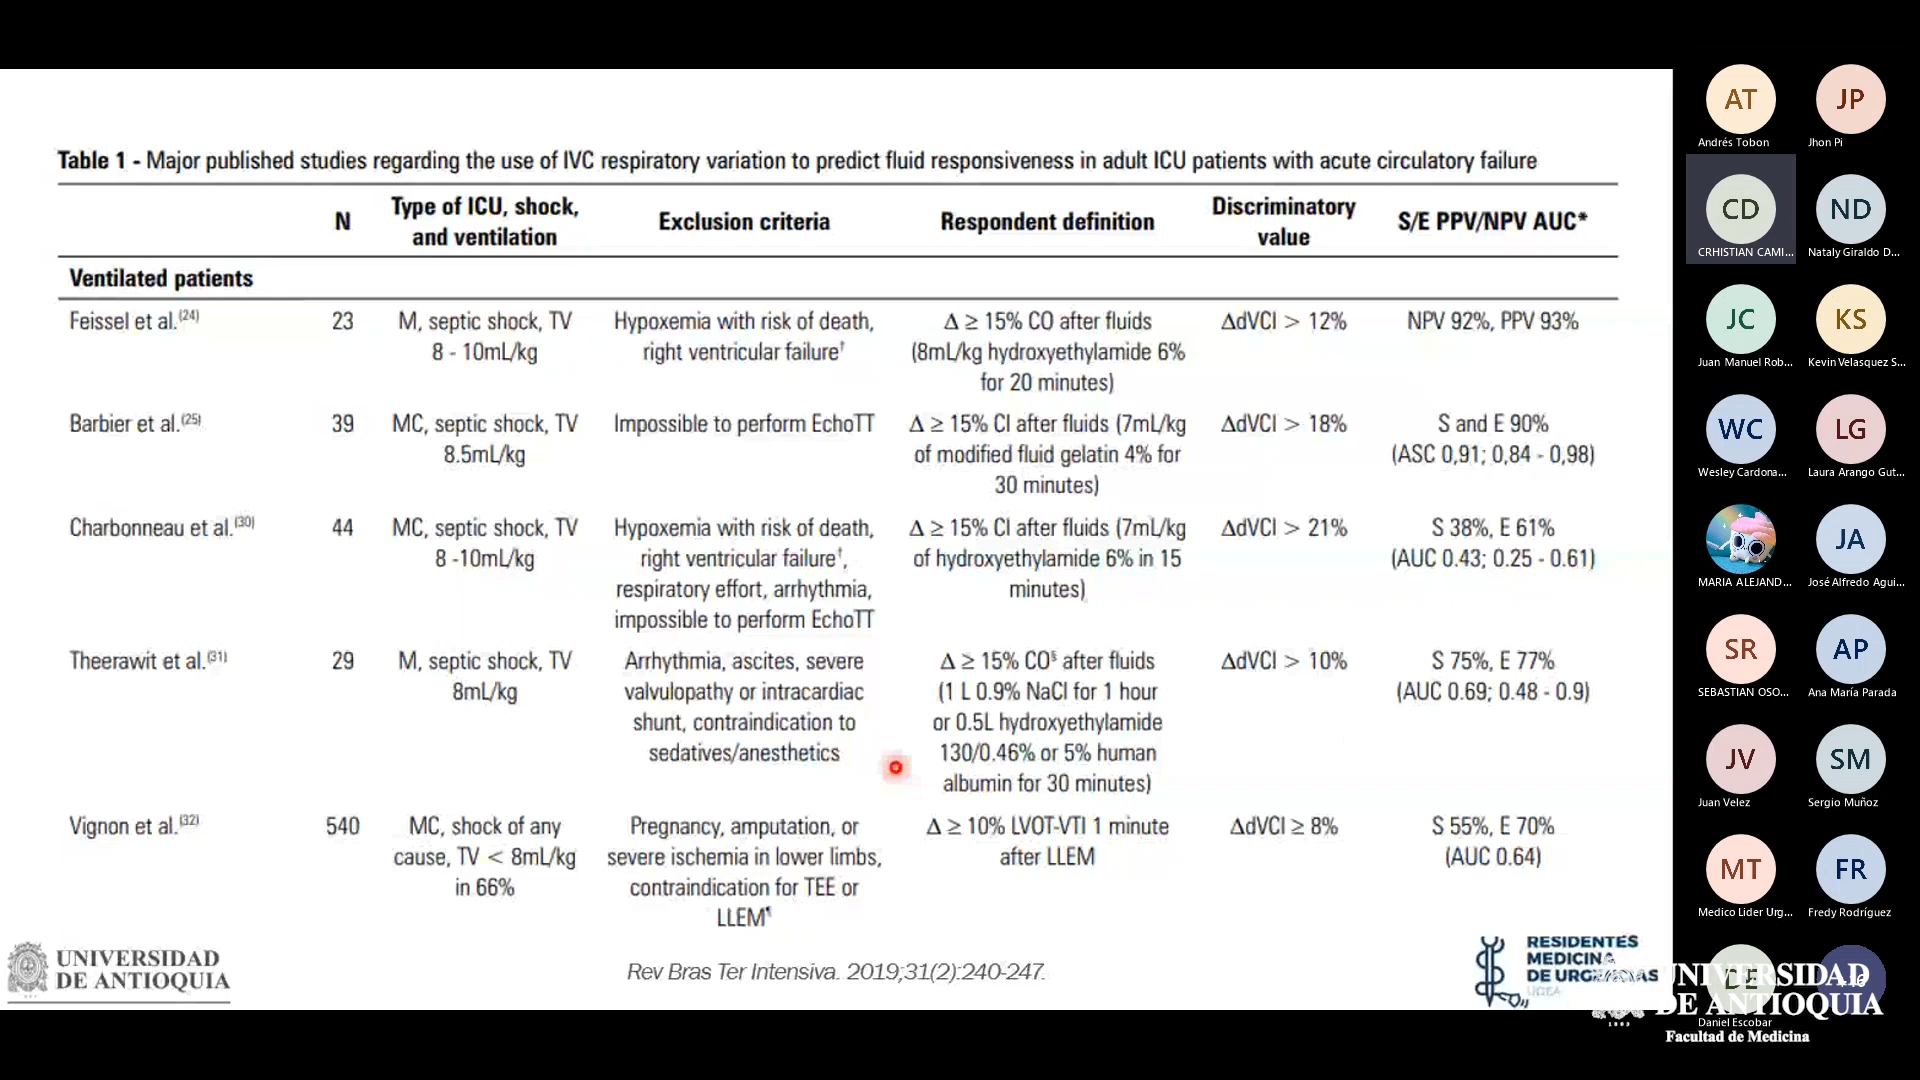 Table 1 - Major published studies regarding the use of IVC respiratory variation to predict fluid responsiveness in adult ICU patients with acute circulatory failure
N
Type of ICU, shock,
and ventilation
Exclusion criteria
Respondent definition
Discriminatory
value
S/E PPV/NPV AUC*
Ventilated patients
Feissel et al.(24)
23
M, septic shock, TV
8 - 10mL/kg
Hypoxemia with risk of death,
right ventricular failure†
Δ ≥ 15% CO after fluids
(8mL/kg hydroxyethylamide 6%
for 20 minutes)
ΔdVCI > 12%
NPV 92%, PPV 93%
Barbier et al.(25)
39
MC, septic shock, TV
8.5mL/kg
Impossible to perform EchoTT
Δ ≥ 15% CI after fluids (7mL/kg
of modified fluid gelatin 4% for
30 minutes)
ΔdVCI > 18%
S and E 90%
(ASC 0,91; 0,84 - 0,98)
Charbonneau et al.(30)
44
MC, septic shock, TV
8 -10mL/kg
Hypoxemia with risk of death,
right ventricular failure†,
respiratory effort, arrhythmia,
impossible to perform EchoTT
Δ ≥ 15% CI after fluids (7mL/kg
of hydroxyethylamide 6% in 15
minutes)
ΔdVCI > 21%
S 38%, E 61%
(AUC 0.43; 0.25 - 0.61)
Theerawit et al.(31)
29
M, septic shock, TV
8mL/kg
Arrhythmia, ascites, severe
valvulopathy or intracardiac
shunt, contraindication to
sedatives/anesthetics
Δ ≥ 15% CO§ after fluids
(1 L 0.9% NaCl for 1 hour
or 0.5L hydroxyethylamide
130/0.46% or 5% human
albumin for 30 minutes)
ΔdVCI > 10%
S 75%, E 77%
(AUC 0.69; 0.48 - 0.9)
Vignon et al.(32)
540
MC, shock of any
cause, TV < 8mL/kg
in 66%
Pregnancy, amputation, or
severe ischemia in lower limbs,
contraindication for TEE or
LLEM¶
Δ ≥ 10% LVOT-VTI 1 minute
after LLEM
ΔdVCI ≥ 8%
S 55%, E 70%
(AUC 0.64)
UNIVERSIDAD
DE ANTIOQUIA
Rev Bras Ter Intensiva. 2019;31(2):240-247.
RESIDENTES
MEDICINA
DE URGENCIAS
UDEA
AT
Andrés Tobon
JP
Jhon Pi
CD
CRHISTIAN CAMI...
ND
Nataly Giraldo D...
JC
Juan Manuel Rob...
KS
Kevin Velasquez S...
WC
Wesley Cardona...
LG
Laura Arango Gut...
MARIA ALEJAND...
JA
José Alfredo Agui...
SR
SEBASTIAN OSO...
AP
Ana María Parada
JV
Juan Velez
SM
Sergio Muñoz
MT
Medico Lider Urg...
FR
Fredy Rodríguez
DE
Daniel Escobar
UNIVERSIDAD
DE ANTIOQUIA
1803
Facultad de Medicina